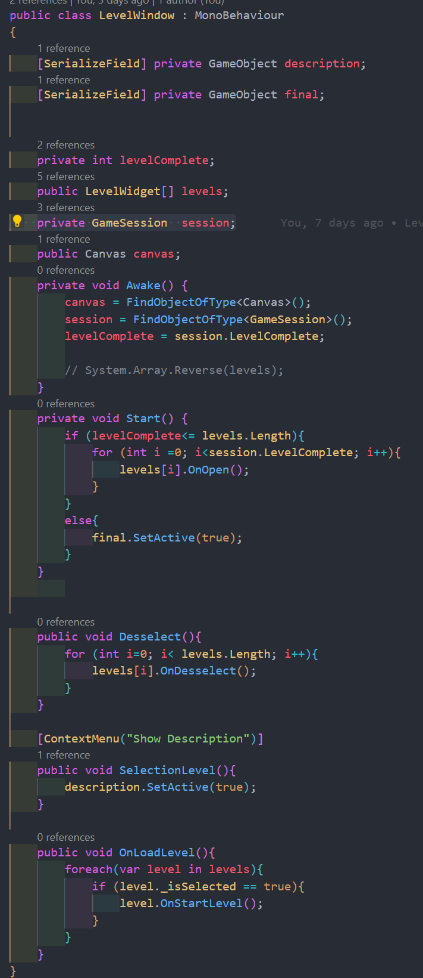 2 references | You, 5 days ago | 1 author (You)
public class LevelWindow : MonoBehaviour
{
1 reference
[SerializeField] private GameObject description;
1 reference
[SerializeField] private GameObject final;
2 references
private int levelComplete;
5 references
public LevelWidget[] levels;
3 references
private GameSession session; You, 7 days ago • Lev
1 reference
public Canvas canvas;
0 references
private void Awake() {
canvas = FindObjectOfType<Canvas>();
session = FindObjectOfType<GameSession>();
levelComplete = session.LevelComplete;
// System.Array.Reverse(levels);
}
0 references
private void Start() {
if (levelComplete<= levels.Length){
for (int i =0; i<session.LevelComplete; i++){
levels[i].OnOpen();
}
}
else{
final.SetActive(true);
}
}
0 references
public void Desselect(){
for (int i=0; i< levels.Length; i++){
levels[i].OnDesselect();
}
}
[ContextMenu("Show Description")]
1 reference
public void SelectionLevel(){
description.SetActive(true);
}
0 references
public void OnLoadLevel(){
foreach(var level in levels){
if (level._isSelected == true){
level.OnStartLevel();
}
}
}
}